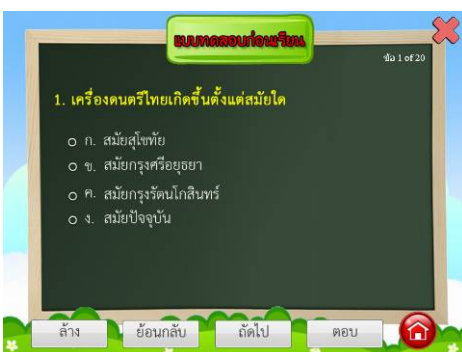 แบบทดสอบก่อนเรียน
ข้อ 1 of 20
1. เครื่องดนตรีไทยเกิดขึ้นตั้งแต่สมัยใด
ก. สมัยสุโขทัย
ข. สมัยกรุงศรีอยุธยา
ค. สมัยกรุงรัตนโกสินทร์
ง. สมัยปัจจุบัน
ล้าง ย้อนกลับ ถัดไป ตอบ